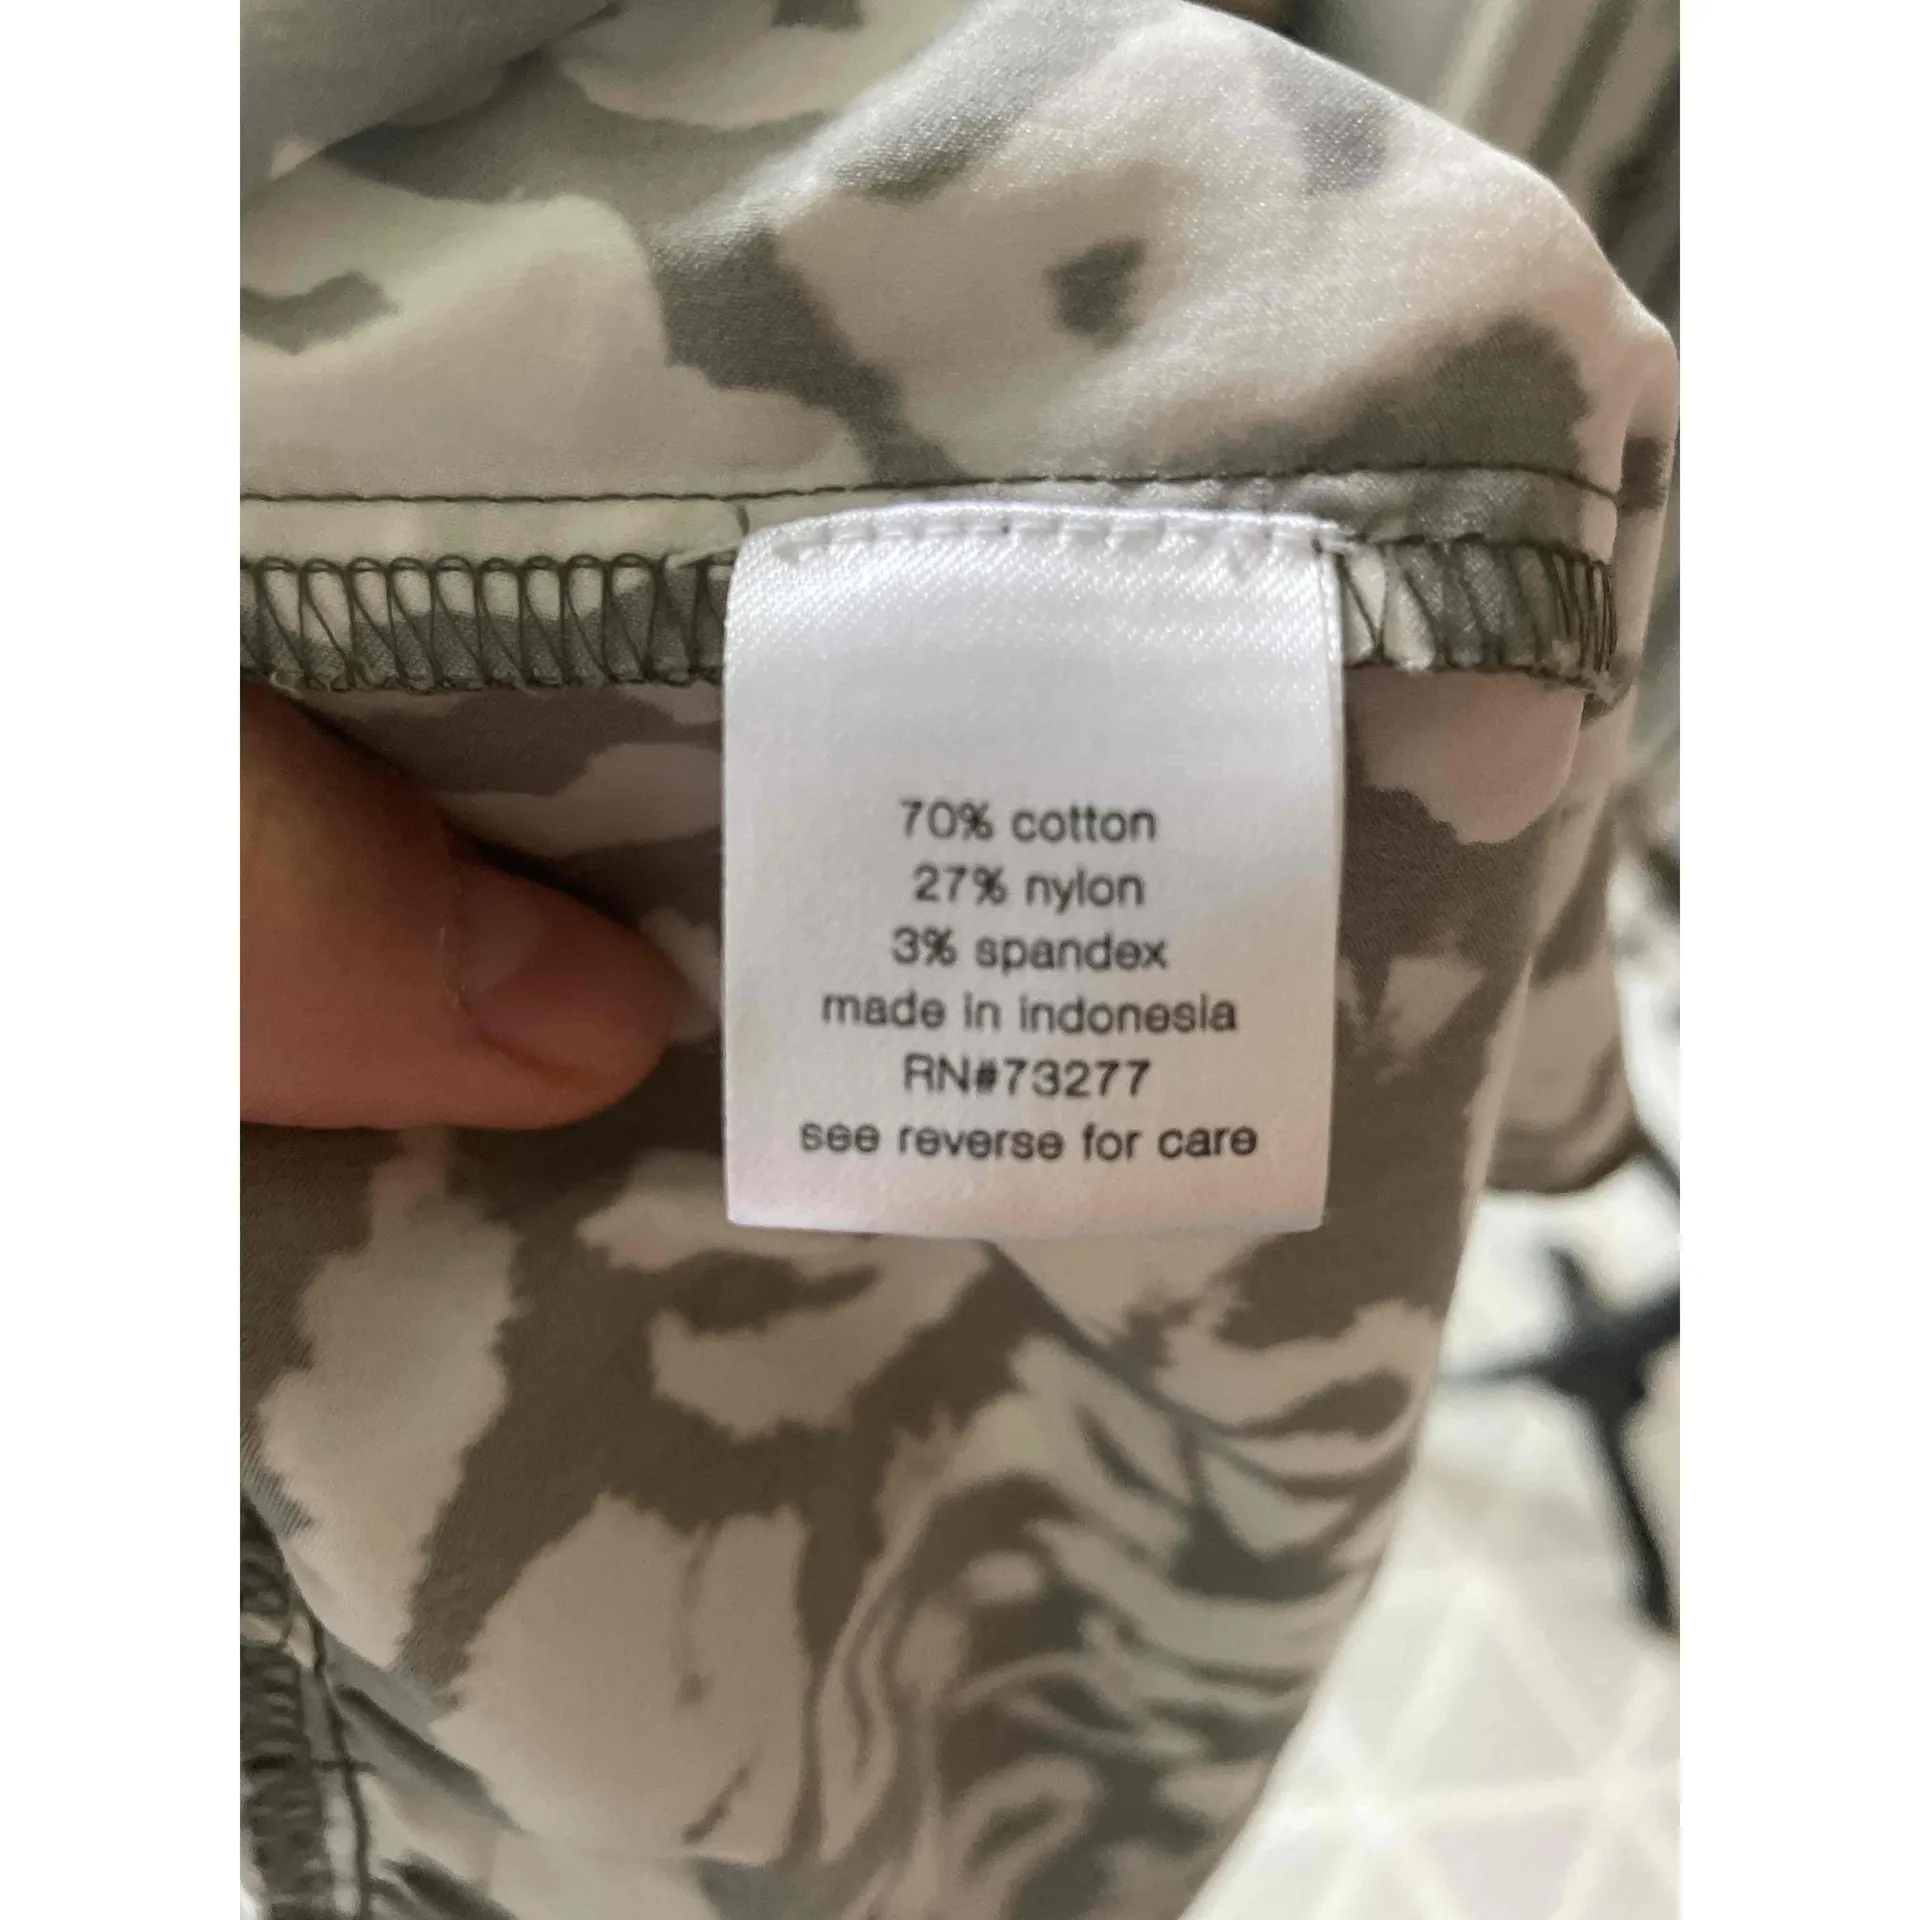 70% cotton
27% nylon
3% spandex
made in indonesia
RN#73277
see reverse for care